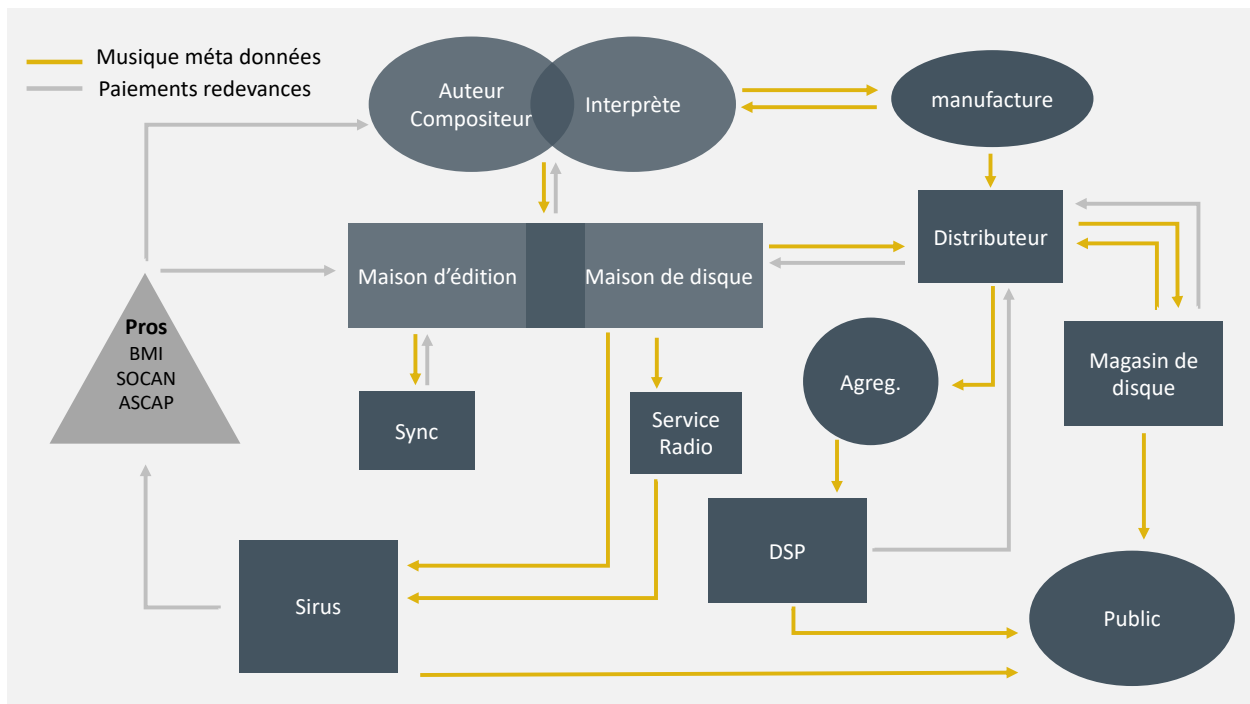 Musique méta données
Paiements redevances
Auteur
Compositeur
Interprète
manufacture
Distributeur
Maison d'édition
Maison de disque
Pros
BMI
SOCAN
ASCAP
Agreg.
Magasin de
disque
Sync
Service
Radio
DSP
Sirus
Public